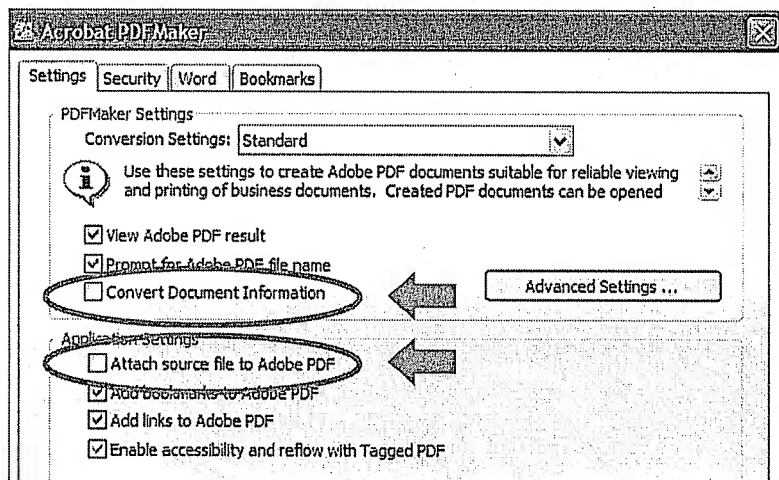 Acrobat PDFMaker
Settings Security Word Bookmarks
PDFMaker Settings
Conversion Settings: Standard
i Use these settings to create Adobe PDF documents suitable for reliable viewing
and printing of business documents. Created PDF documents can be opened
View Adobe PDF result
Prompt for Adobe PDF file name
Convert Document Information
Advanced Settings ...
Application Settings
Attach source file to Adobe PDF
Add bookmarks to Adobe PDF
Add links to Adobe PDF
Enable accessibility and reflow with Tagged PDF